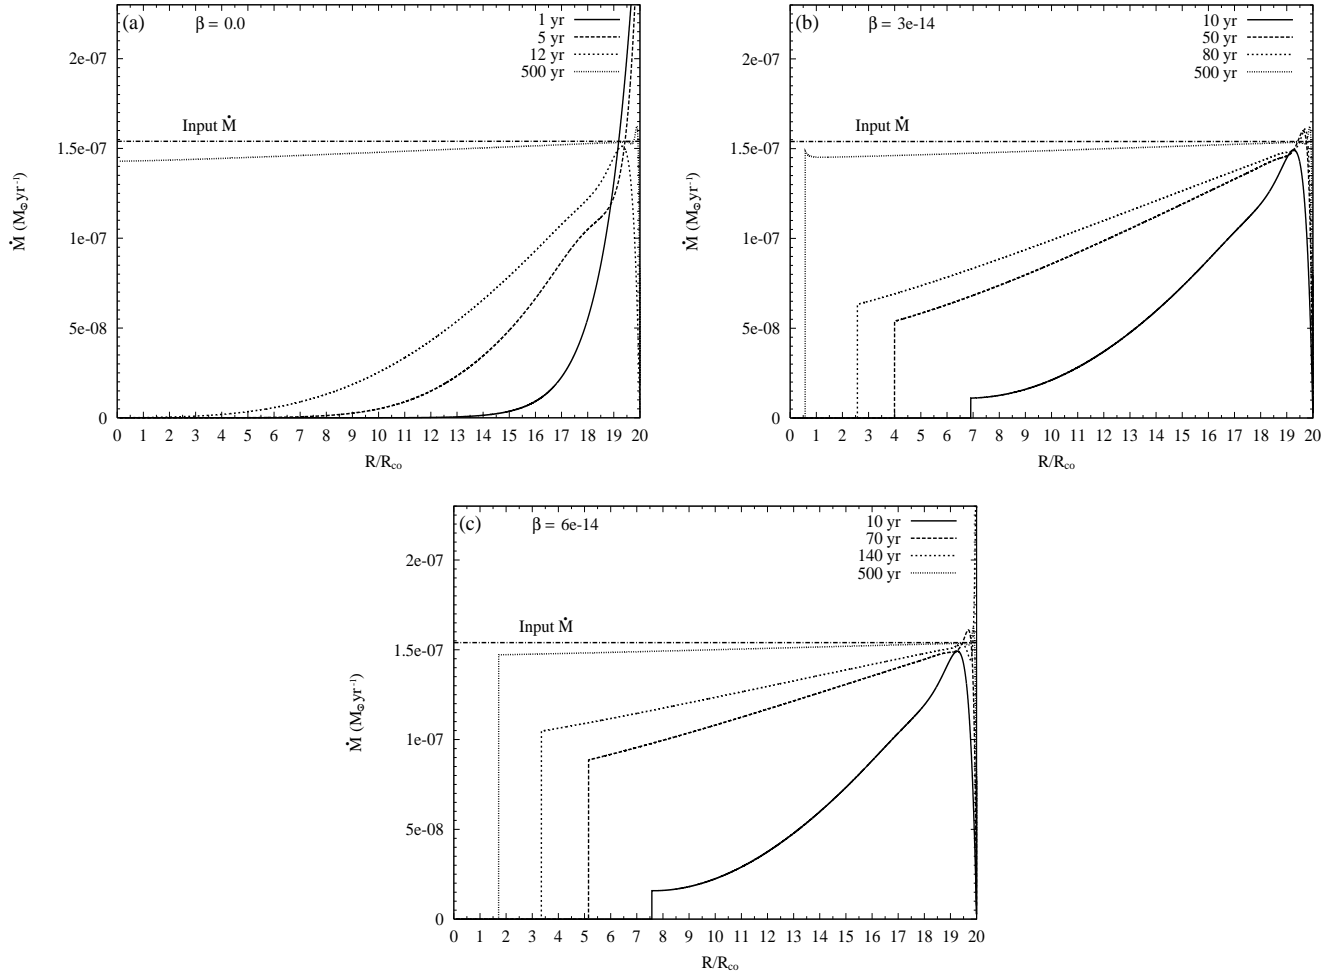 (a)
β = 0.0
1 yr
5 yr
12 yr
500 yr
2e-07
Input Ṁ
1.5e-07
1e-07
5e-08
0
Ṁ (M☉ yr⁻¹)
0 1 2 3 4 5 6 7 8 9 10 11 12 13 14 15 16 17 18 19 20
R/R_co
(b)
β = 3e-14
10 yr
50 yr
80 yr
500 yr
2e-07
Input Ṁ
1.5e-07
1e-07
5e-08
0
Ṁ (M☉ yr⁻¹)
0 1 2 3 4 5 6 7 8 9 10 11 12 13 14 15 16 17 18 19 20
R/R_co
(c)
β = 6e-14
10 yr
70 yr
140 yr
500 yr
2e-07
Input Ṁ
1.5e-07
1e-07
5e-08
0
Ṁ (M☉ yr⁻¹)
0 1 2 3 4 5 6 7 8 9 10 11 12 13 14 15 16 17 18 19 20
R/R_co